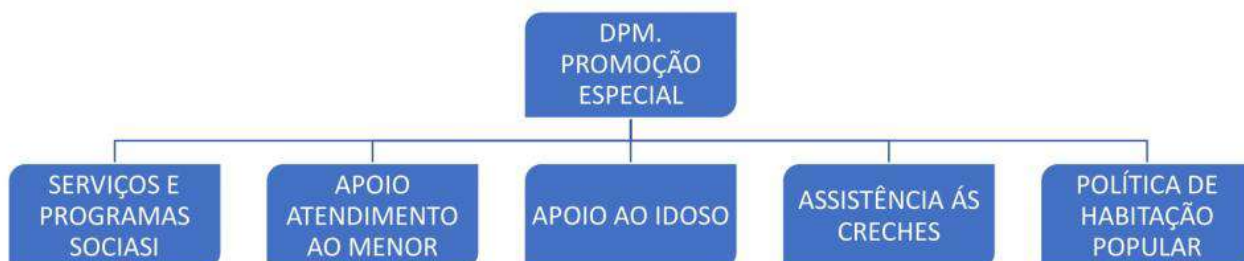 DPM.
PROMOÇÃO
ESPECIAL
SERVIÇOS E
PROGRAMAS
SOCIASI
APOIO
ATENDIMENTO
AO MENOR
APOIO AO IDOSO
ASSISTÊNCIA ÁS
CRECHES
POLÍTICA DE
HABITAÇÃO
POPULAR